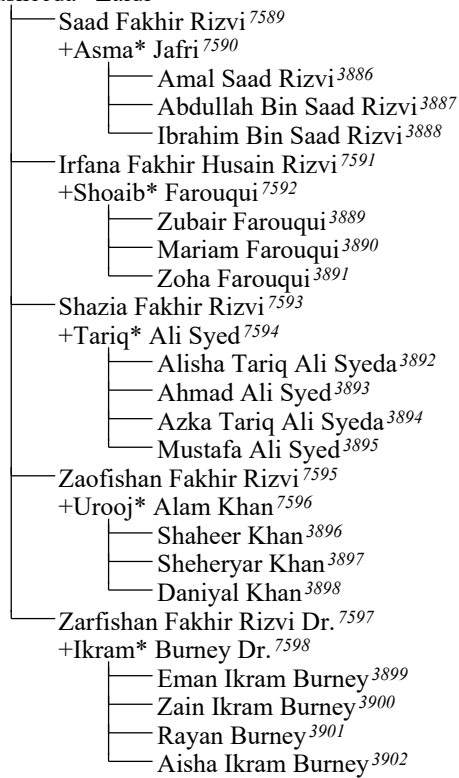 Saad Fakhir Rizvi 7589
+Asma* Jafri 7590
Amal Saad Rizvi 3886
Abdullah Bin Saad Rizvi 3887
Ibrahim Bin Saad Rizvi 3888
Irfana Fakhir Husain Rizvi 7591
+Shoaib* Farouqui 7592
Zubair Farouqui 3889
Mariam Farouqui 3890
Zoha Farouqui 3891
Shazia Fakhir Rizvi 7593
+Tariq* Ali Syed 7594
Alisha Tariq Ali Syeda 3892
Ahmad Ali Syed 3893
Azka Tariq Ali Syeda 3894
Mustafa Ali Syed 3895
Zaofishan Fakhir Rizvi 7595
+Urooj* Alam Khan 7596
Shaheer Khan 3896
Sheheryar Khan 3897
Daniyal Khan 3898
Zarfishan Fakhir Rizvi Dr. 7597
+Ikram* Burney Dr. 7598
Eman Ikram Burney 3899
Zain Ikram Burney 3900
Rayan Burney 3901
Aisha Ikram Burney 3902